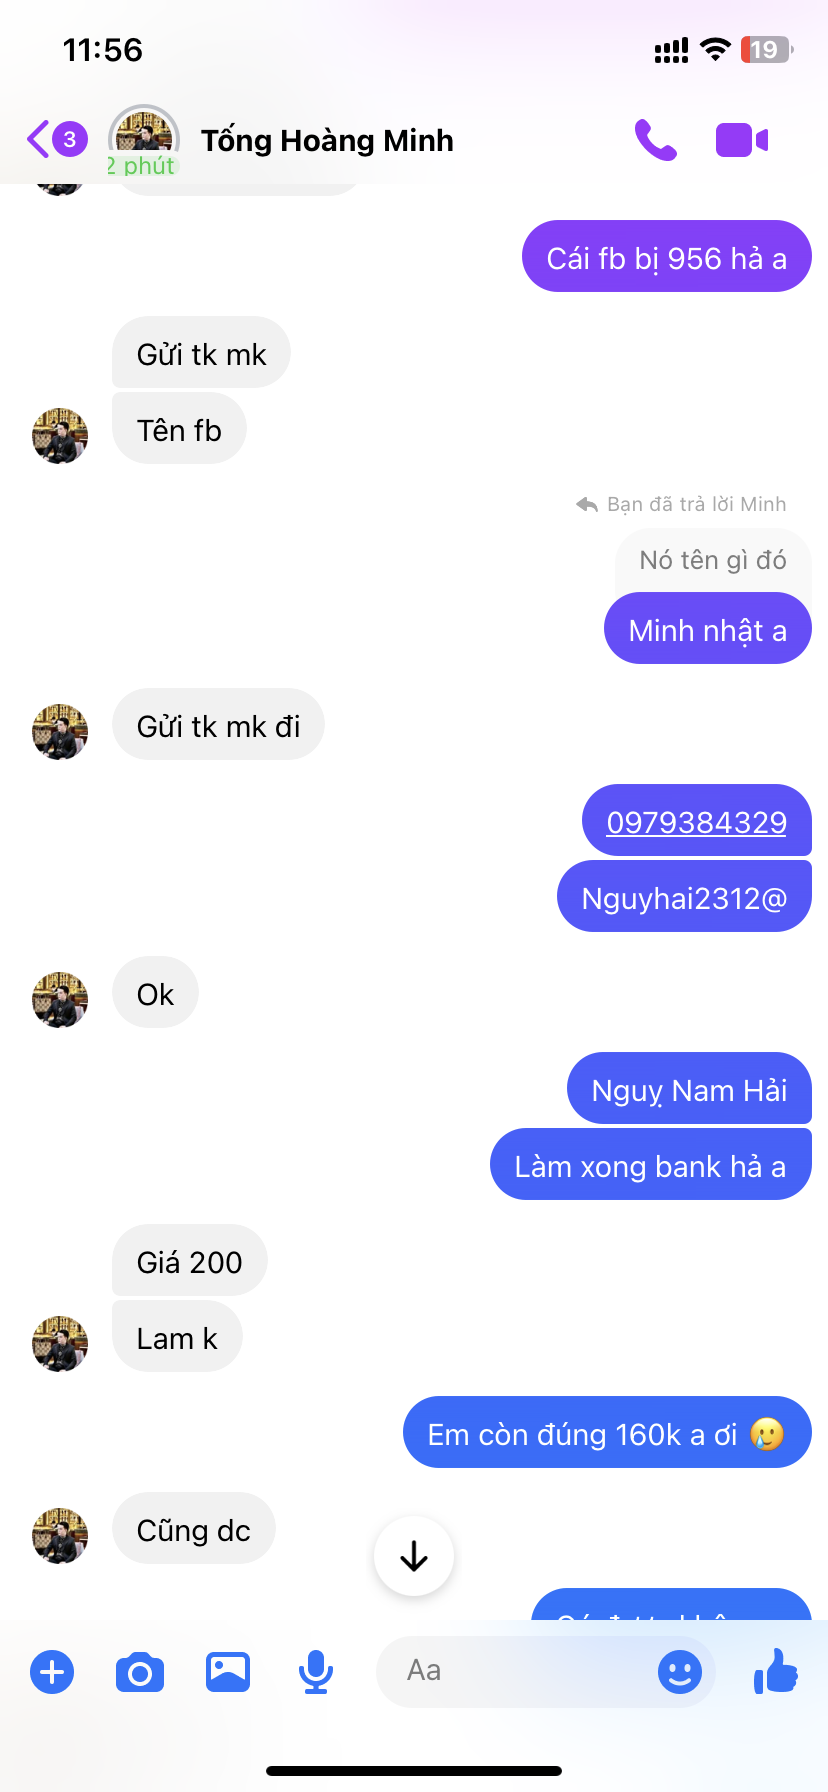 11:56
19
3
Tống Hoàng Minh
2 phút
Cái fb bị 956 hả a
Gửi tk mk
Tên fb
Bạn đã trả lời Minh
Nó tên gì đó
Minh nhật a
Gửi tk mk đi
0979384329
Nguyhai2312@
Ok
Nguỵ Nam Hải
Làm xong bank hả a
Giá 200
Lam k
Em còn đúng 160k a ơi 🥲
Cũng dc
Aa